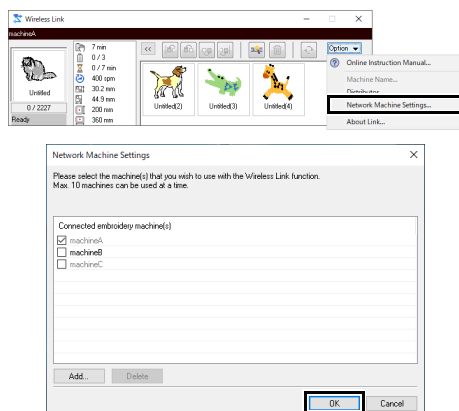 Wireless Link
machineA
7 min
0 / 3
0 / 7 min
400 spm
30.2 mm
44.9 mm
200 mm
360 mm
Untitled
0 / 2227
Ready
<<
Option
Untitled(2)
Untitled(3)
Untitled(4)
Online Instruction Manual...
Machine Name...
Distributor
Network Machine Settings...
About Link...
Network Machine Settings
Please select the machine(s) that you wish to use with the Wireless Link function.
Max. 10 machines can be used at a time.
Connected embroidery machine(s)
machineA
machineB
machineC
Add...
Delete
OK
Cancel